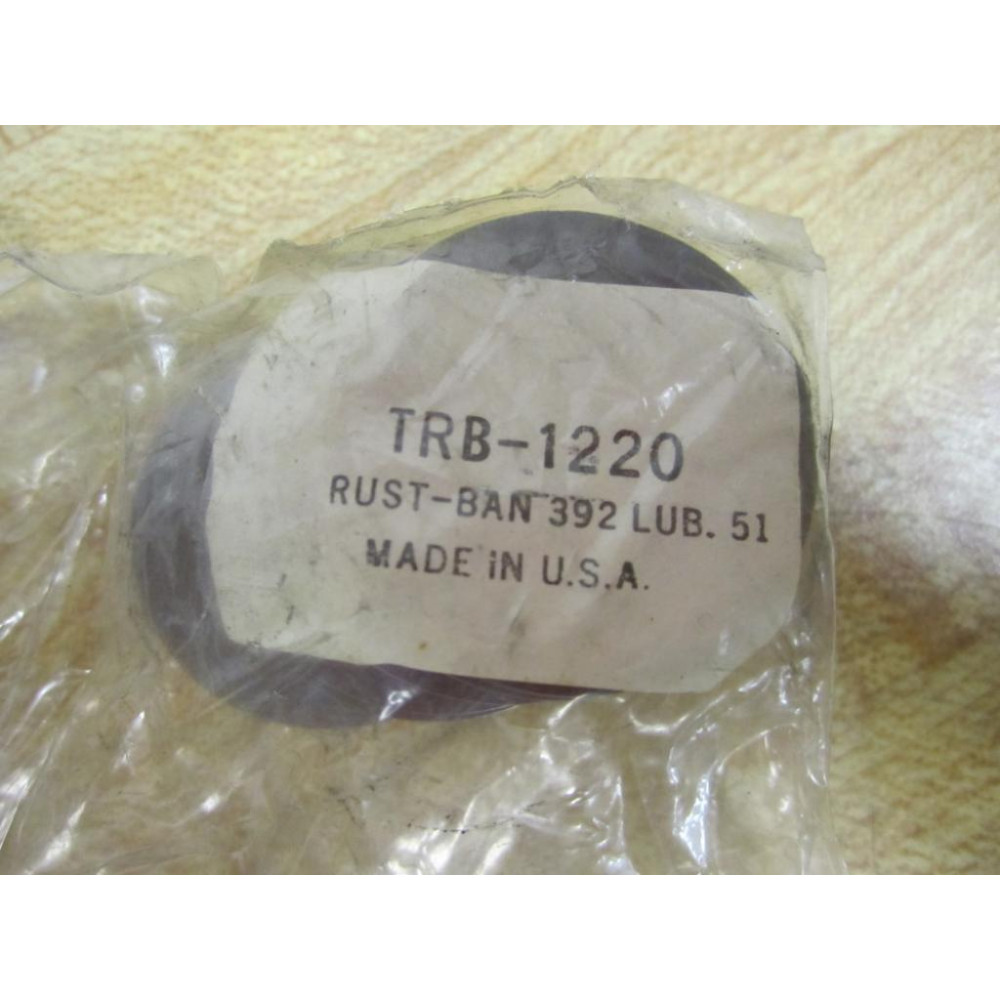 TRB-1220
RUST-BAN 392 LUB. 51
MADE IN U.S.A.